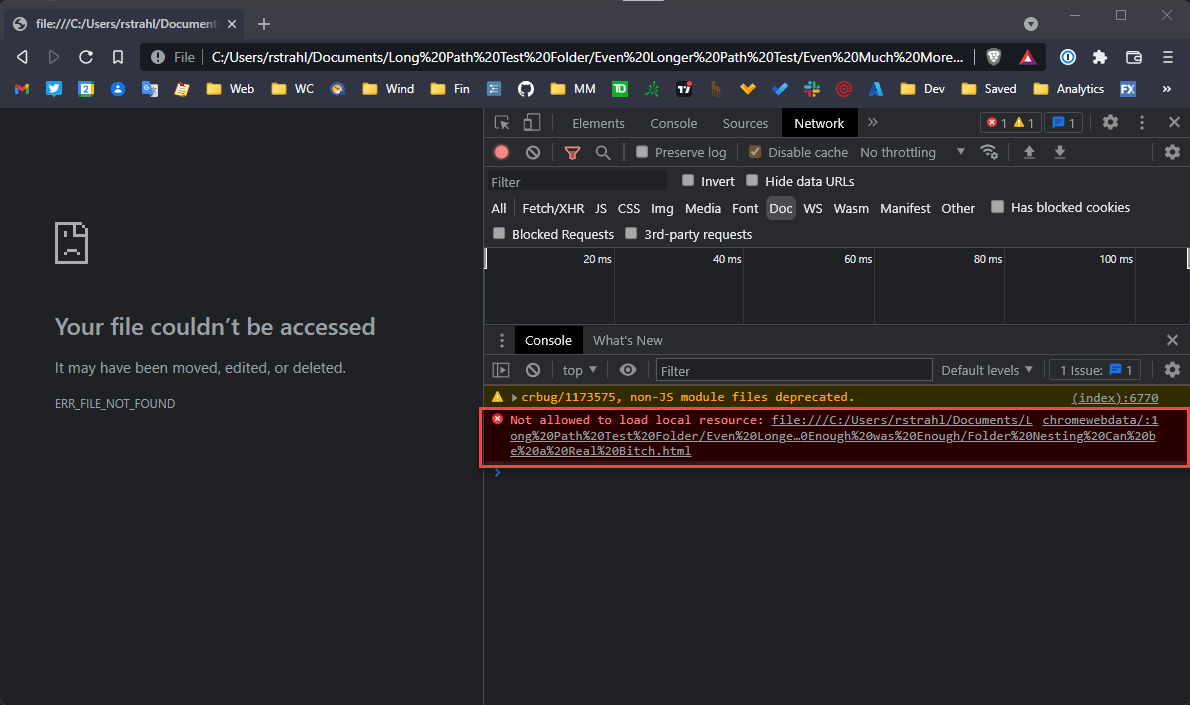 file:///C:/Users/rstrahl/Document
File
C:/Users/rstrahl/Documents/Long%20Path%20Test%20Folder/Even%20Longer%20Path%20Test/Even%20Much%20More...
2
Web
WC
Wind
Fin
MM
TD
Dev
Saved
Analytics
FX
»
Elements
Console
Sources
Network
»
1
1
1
Preserve log
Disable cache
No throttling
Filter
Invert
Hide data URLs
All
Fetch/XHR
JS
CSS
Img
Media
Font
Doc
WS
Wasm
Manifest
Other
Has blocked cookies
Blocked Requests
3rd-party requests
20 ms
40 ms
60 ms
80 ms
100 ms
Your file couldn’t be accessed
It may have been moved, edited, or deleted.
ERR_FILE_NOT_FOUND
Console
What's New
top
Filter
Default levels
1 Issue:
1
crbug/1173575, non-JS module files deprecated.
(index):6770
Not allowed to load local resource: file:///C:/Users/rstrahl/Documents/L
chromewebdata/:1
ong%20Path%20Test%20Folder/Even%20Longe…0Enough%20was%20Enough/Folder%20Nesting%20Can%20b
e%20a%20Real%20Bitch.html